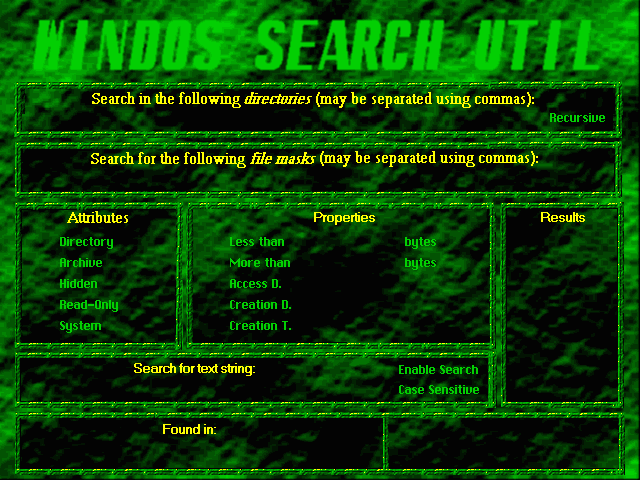 WINDOS SEARCH UTIL
Search in the following directories (may be separated using commas):
Recursive
Search for the following file masks (may be separated using commas):
Attributes
Directory
Archive
Hidden
Read-Only
System
Properties
Less than bytes
More than bytes
Access D.
Creation D.
Creation T.
Results
Search for text string:
Enable Search
Case Sensitive
Found in: